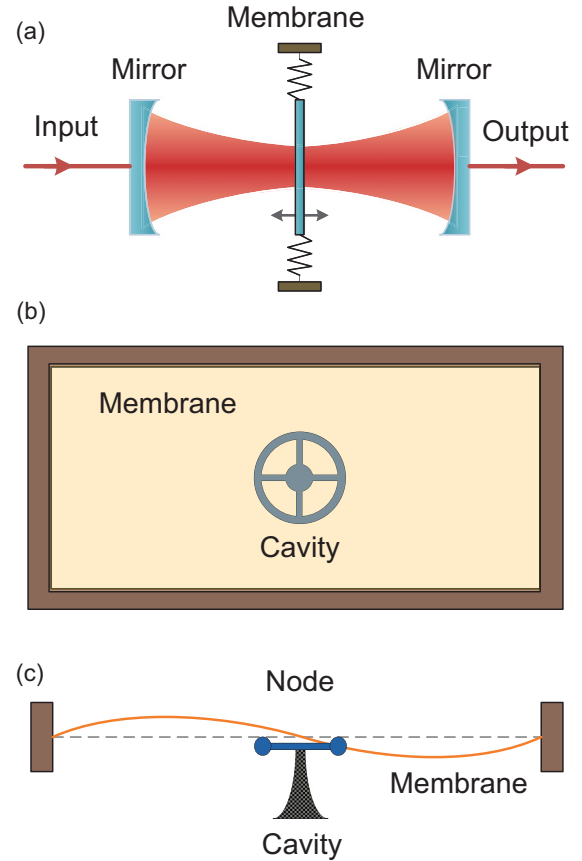 (a)
Membrane
Mirror
Mirror
Input
Output
(b)
Membrane
Cavity
(c)
Node
Membrane
Cavity